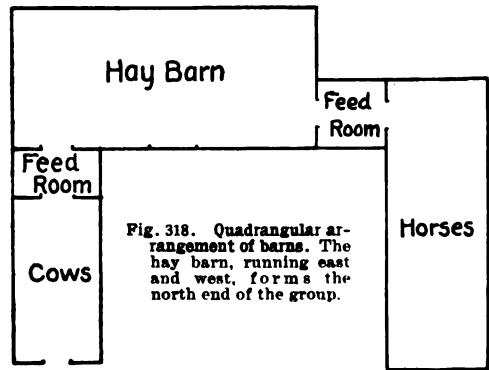 Hay Barn
Feed
Room
Feed
Room
Horses
Cows
Fig. 318. Quadrangular ar-
rangement of barns. The
hay barn, running east
and west, forms the
north end of the group.